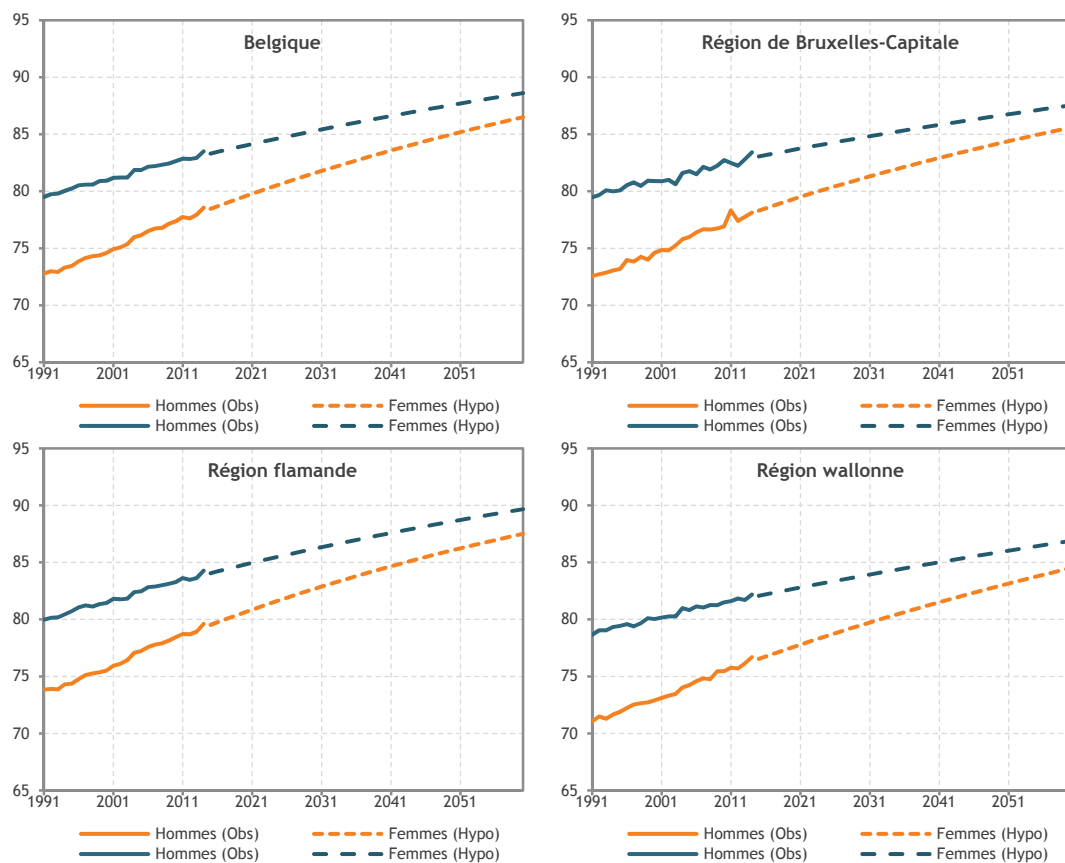 Belgique
95
90
85
80
75
70
65
1991 2001 2011 2021 2031 2041 2051
Hommes (Obs) Femmes (Hypo)
Hommes (Obs) Femmes (Hypo)
Région de Bruxelles-Capitale
95
90
85
80
75
70
65
1991 2001 2011 2021 2031 2041 2051
Hommes (Obs) Femmes (Hypo)
Hommes (Obs) Femmes (Hypo)
Région flamande
95
90
85
80
75
70
65
1991 2001 2011 2021 2031 2041 2051
Hommes (Obs) Femmes (Hypo)
Hommes (Obs) Femmes (Hypo)
Région wallonne
95
90
85
80
75
70
65
1991 2001 2011 2021 2031 2041 2051
Hommes (Obs) Femmes (Hypo)
Hommes (Obs) Femmes (Hypo)